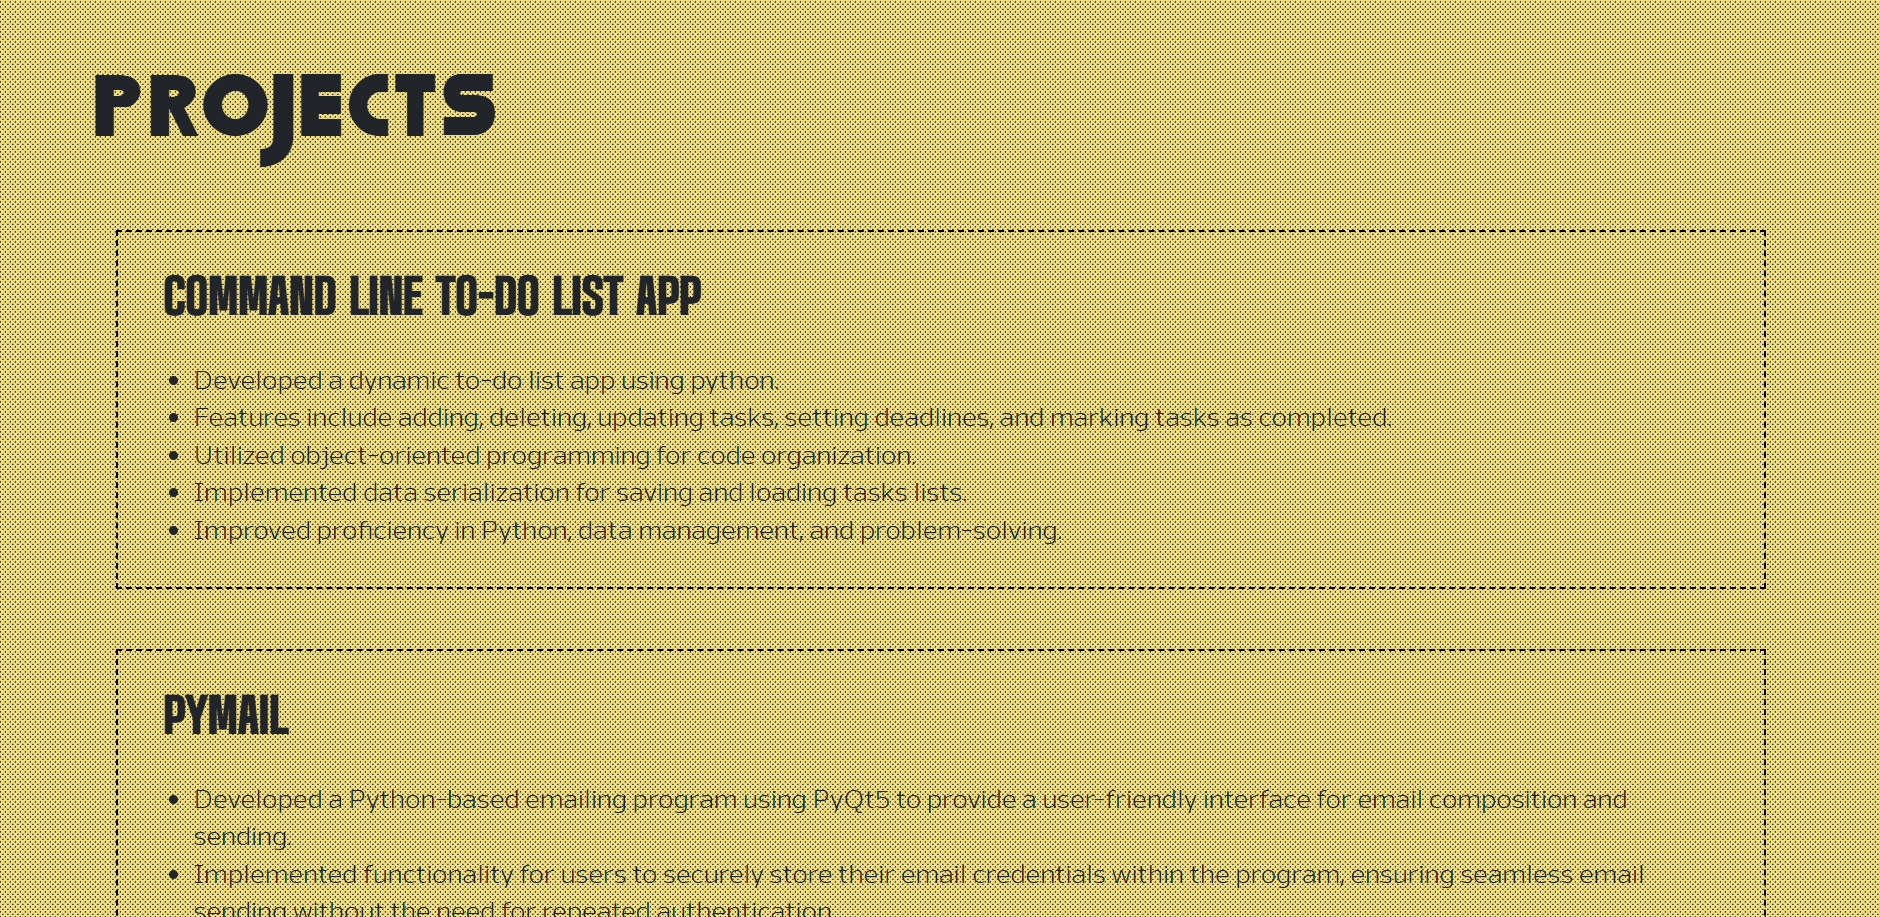 PROJECTS
COMMAND LINE TO-DO LIST APP
• Developed a dynamic to-do list app using python.
• Features include adding, deleting, updating tasks, setting deadlines, and marking tasks as completed.
• Utilized object-oriented programming for code organization.
• Implemented data serialization for saving and loading tasks lists.
• Improved proficiency in Python, data management, and problem-solving.
PYMAIL
• Developed a Python-based emailing program using PyQt5 to provide a user-friendly interface for email composition and
sending.
• Implemented functionality for users to securely store their email credentials within the program, ensuring seamless email
sending without the need for repeated authentication.